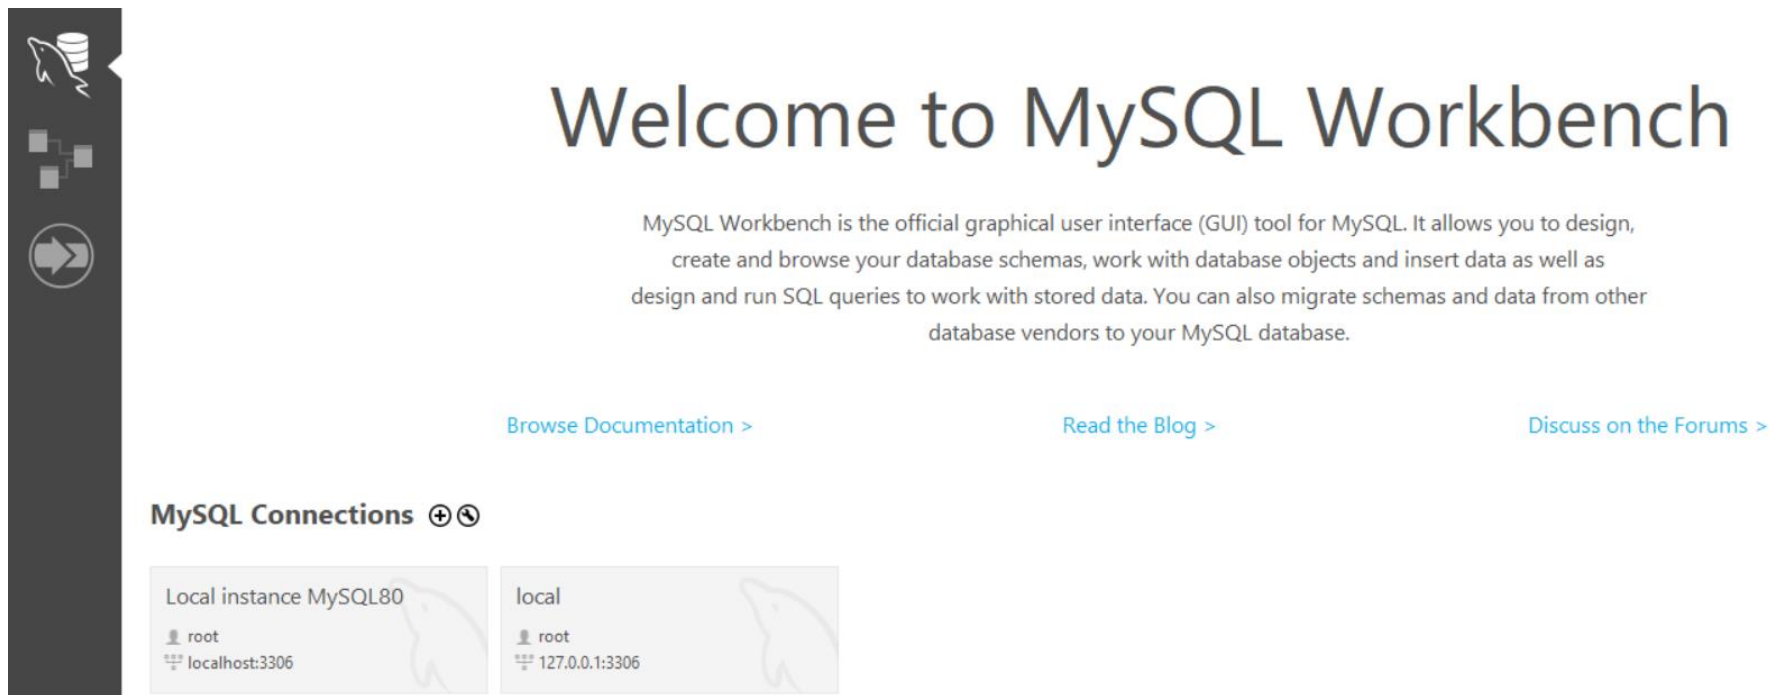 Welcome to MySQL Workbench
MySQL Workbench is the official graphical user interface (GUI) tool for MySQL. It allows you to design,
create and browse your database schemas, work with database objects and insert data as well as
design and run SQL queries to work with stored data. You can also migrate schemas and data from other
database vendors to your MySQL database.
Browse Documentation >
Read the Blog >
Discuss on the Forums >
MySQL Connections
Local instance MySQL80
root
localhost:3306
local
root
127.0.0.1:3306